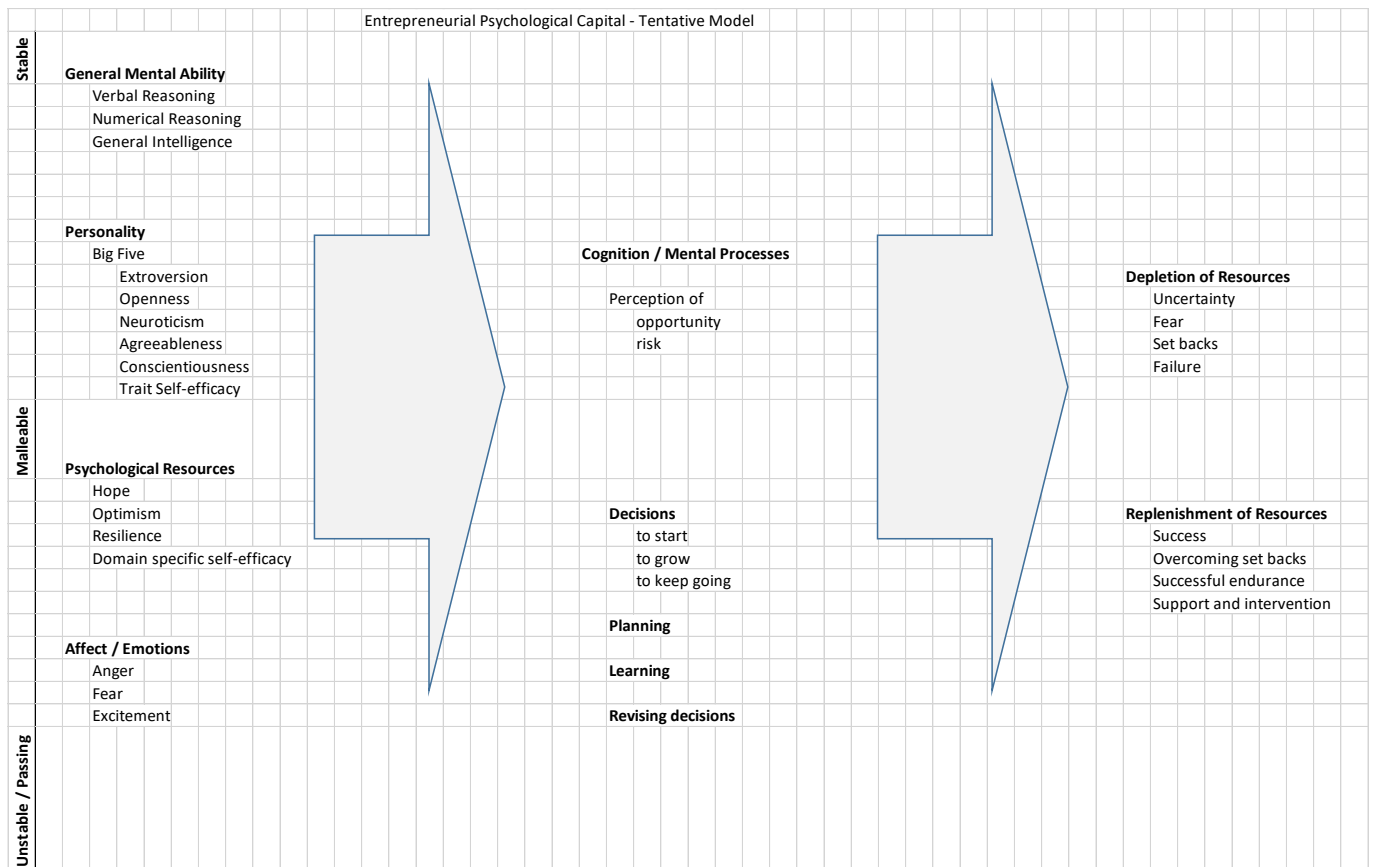 Entrepreneurial Psychological Capital - Tentative Model
Stable
General Mental Ability
Verbal Reasoning
Numerical Reasoning
General Intelligence
Personality
Big Five
Extroversion
Openness
Neuroticism
Agreeableness
Conscientiousness
Trait Self-efficacy
Malleable
Psychological Resources
Hope
Optimism
Resilience
Domain specific self-efficacy
Affect / Emotions
Anger
Fear
Excitement
Unstable / Passing
Cognition / Mental Processes
Perception of
opportunity
risk
Decisions
to start
to grow
to keep going
Planning
Learning
Revising decisions
Depletion of Resources
Uncertainty
Fear
Set backs
Failure
Replenishment of Resources
Success
Overcoming set backs
Successful endurance
Support and intervention